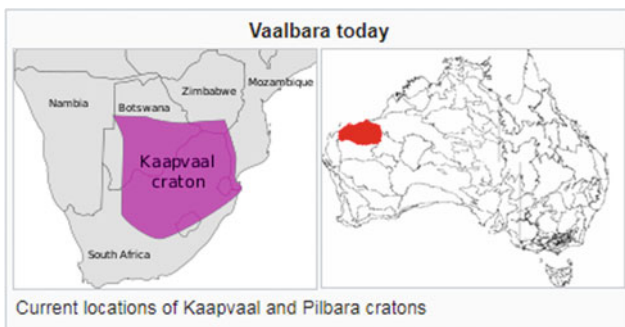 Vaalbara today
Nambia
Botswana
Zimbabwe
Mozambique
Kaapvaal
craton
South Africa
Current locations of Kaapvaal and Pilbara cratons